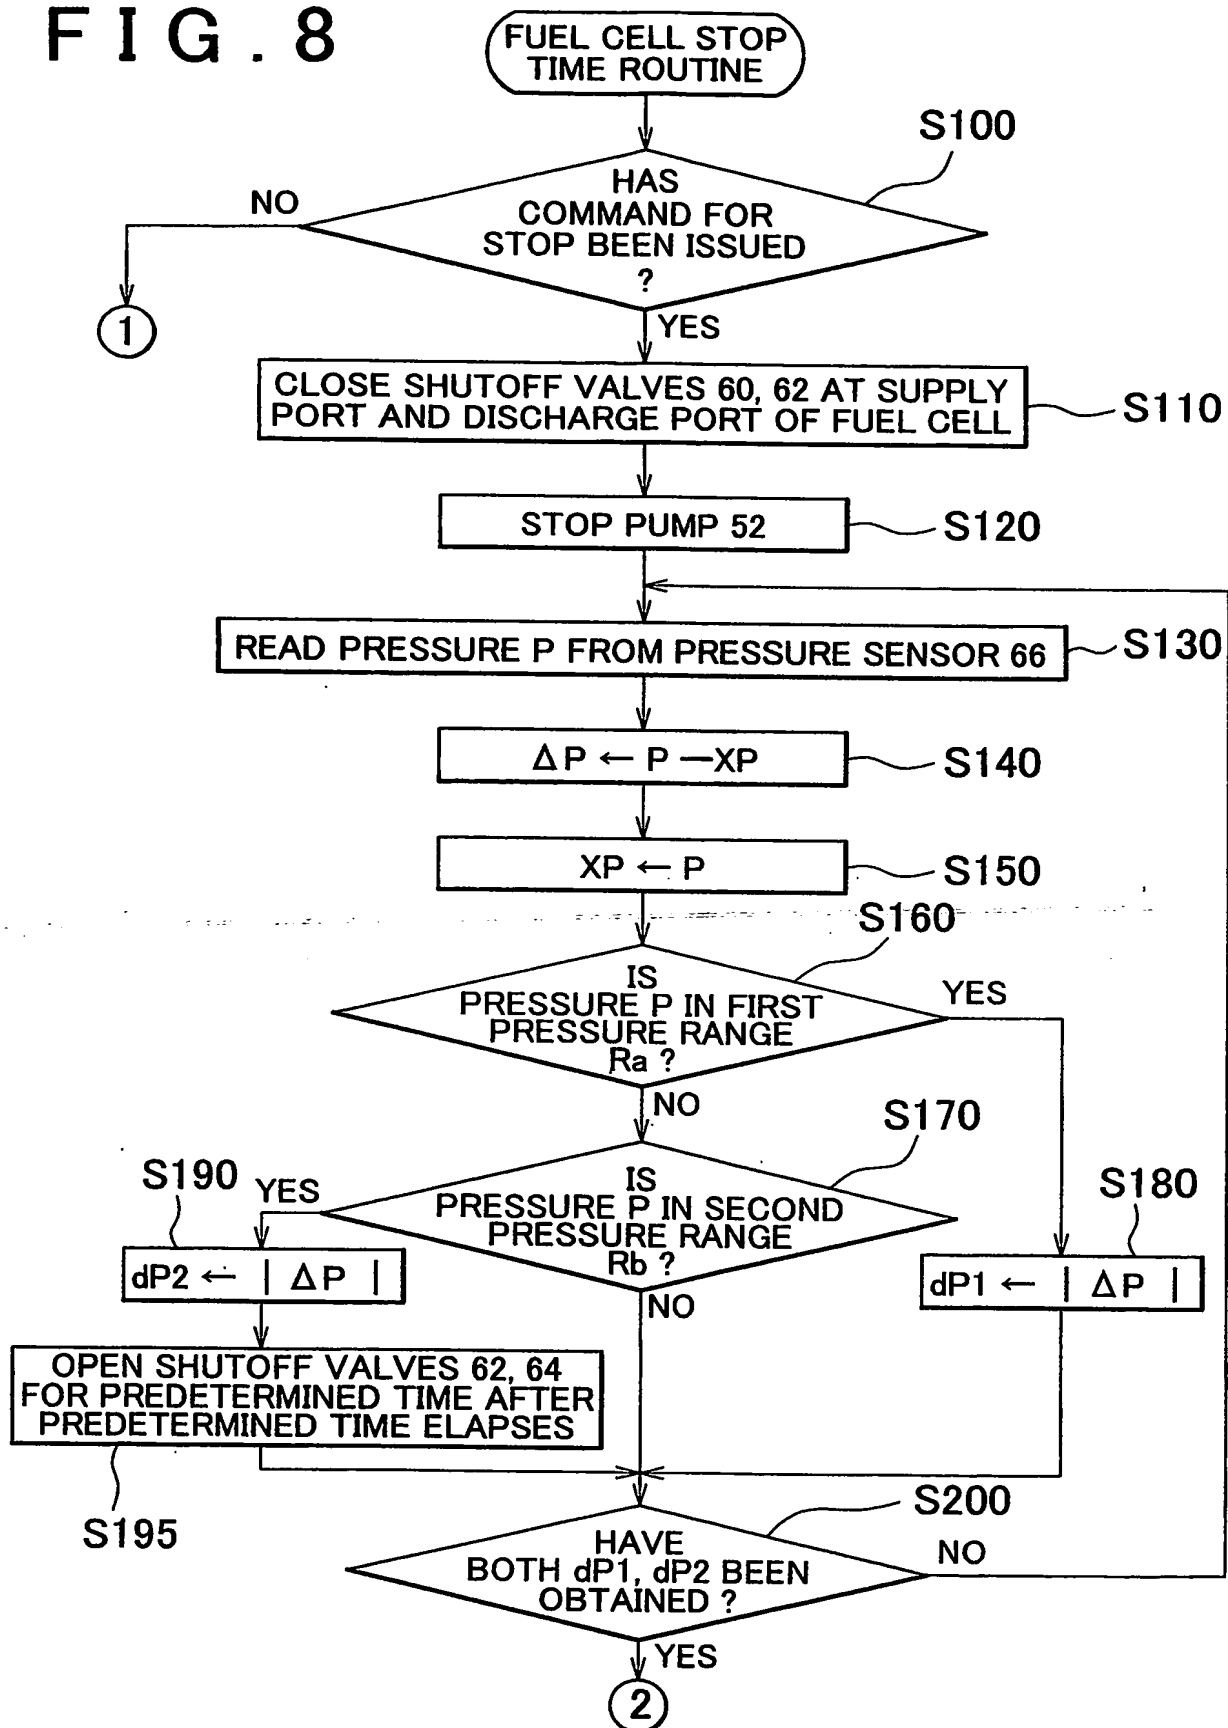 FIG. 8
FUEL CELL STOP
TIME ROUTINE
S100
HAS
COMMAND FOR
STOP BEEN ISSUED
?
NO
1
YES
CLOSE SHUTOFF VALVES 60, 62 AT SUPPLY
PORT AND DISCHARGE PORT OF FUEL CELL
S110
STOP PUMP 52
S120
READ PRESSURE P FROM PRESSURE SENSOR 66
S130
ΔP ← P —XP
S140
XP ← P
S150
S160
IS
PRESSURE P IN FIRST
PRESSURE RANGE
Ra ?
YES
NO
S170
IS
PRESSURE P IN SECOND
PRESSURE RANGE
Rb ?
YES
NO
S190
dP2 ← | ΔP |
S180
dP1 ← | ΔP |
OPEN SHUTOFF VALVES 62, 64
FOR PREDETERMINED TIME AFTER
PREDETERMINED TIME ELAPSES
S195
S200
HAVE
BOTH dP1, dP2 BEEN
OBTAINED ?
NO
YES
2